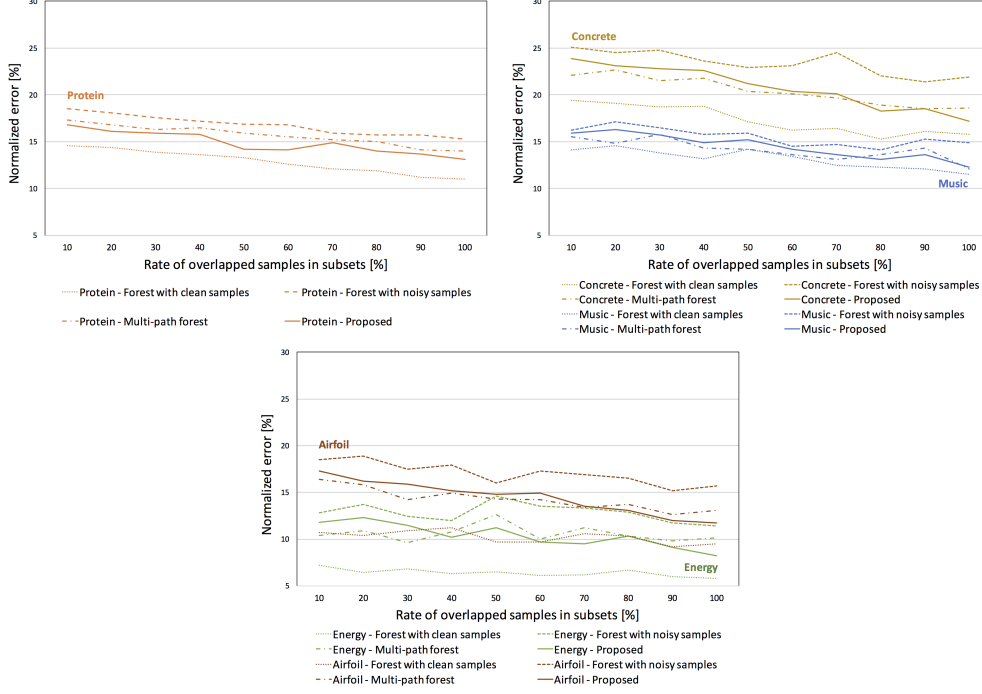 30
25
20
15
10
5
Normalized error [%]
Protein
10 20 30 40 50 60 70 80 90 100
Rate of overlapped samples in subsets [%]
Protein - Forest with clean samples
Protein - Forest with noisy samples
Protein - Multi-path forest
Protein - Proposed
30
25
20
15
10
5
Normalized error [%]
Concrete
Music
10 20 30 40 50 60 70 80 90 100
Rate of overlapped samples in subsets [%]
Concrete - Forest with clean samples
Concrete - Forest with noisy samples
Concrete - Multi-path forest
Concrete - Proposed
Music - Forest with clean samples
Music - Forest with noisy samples
Music - Multi-path forest
Music - Proposed
30
25
20
15
10
5
Normalized error [%]
Airfoil
Energy
10 20 30 40 50 60 70 80 90 100
Rate of overlapped samples in subsets [%]
Energy - Forest with clean samples
Energy - Forest with noisy samples
Energy - Multi-path forest
Energy - Proposed
Airfoil - Forest with clean samples
Airfoil - Forest with noisy samples
Airfoil - Multi-path forest
Airfoil - Proposed